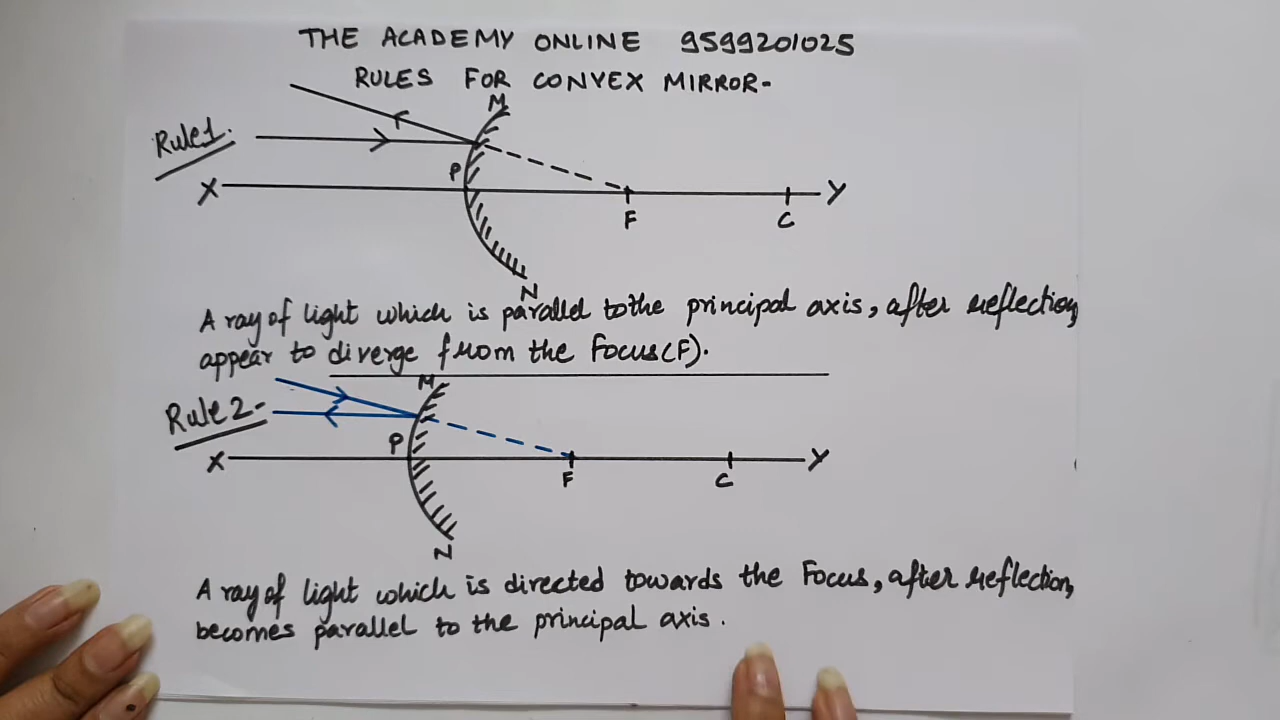 THE ACADEMY ONLINE 9599201025
RULES FOR CONVEX MIRROR-
M
Rule1.
P
X
Y
F
C
N
A ray of light which is parallel to the principal axis, after reflection,
appear to diverge from the Focus(F).
M
Rule2-
P
X
Y
F
C
N
A ray of light which is directed towards the Focus, after reflection,
becomes parallel to the principal axis.